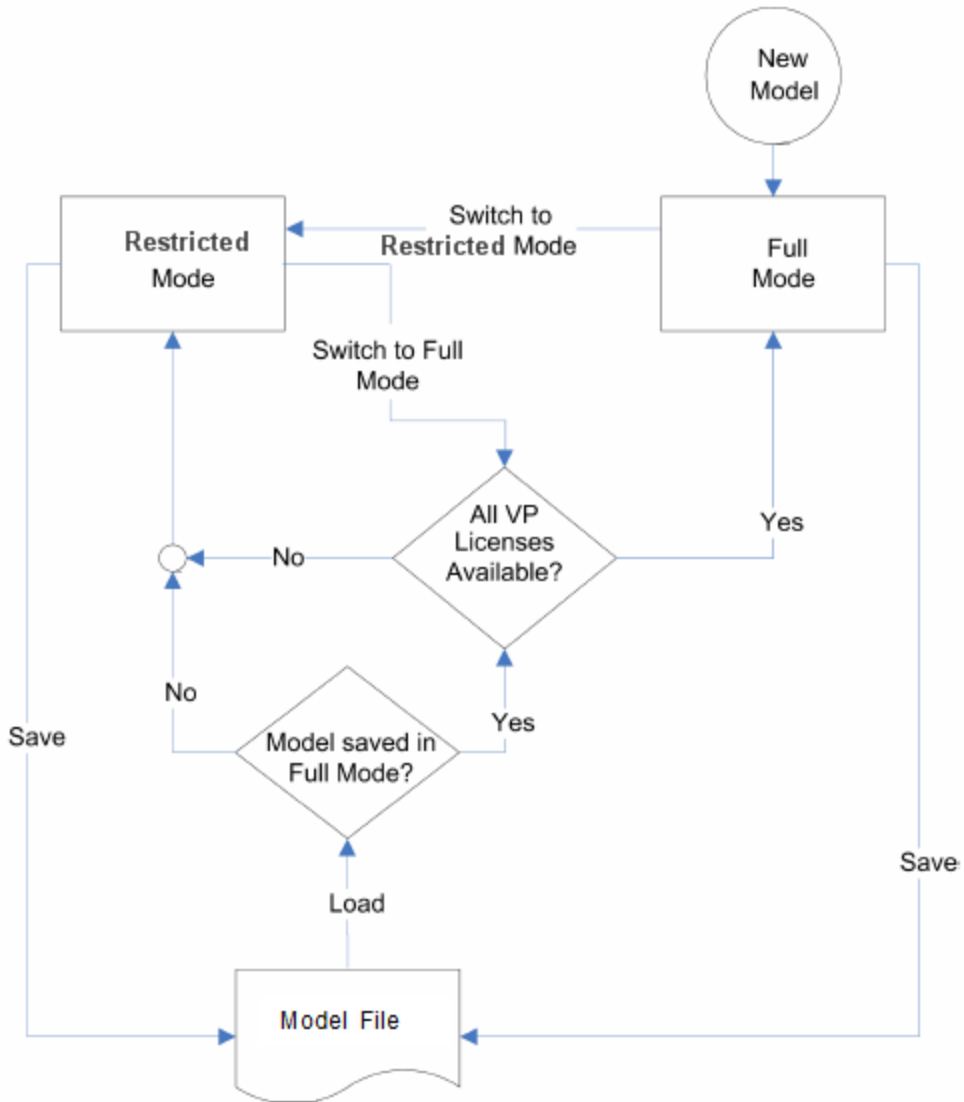 New
Model
Switch to
Restricted Mode
Restricted
Mode
Full
Mode
Switch to Full
Mode
All VP
Licenses
Available?
No
Yes
No
Yes
Model saved in
Full Mode?
Save
Save
Load
Model File